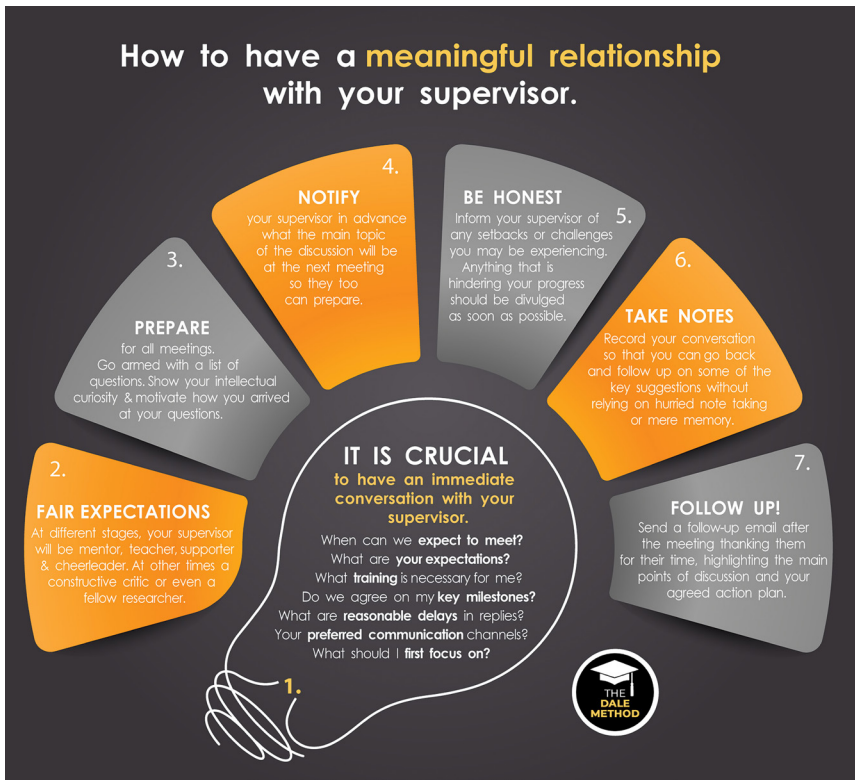 How to have a meaningful relationship
with your supervisor.
1.
IT IS CRUCIAL
to have an immediate
conversation with your
supervisor.
When can we expect to meet?
What are your expectations?
What training is necessary for me?
Do we agree on my key milestones?
What are reasonable delays in replies?
Your preferred communication channels?
What should I first focus on?
2.
FAIR EXPECTATIONS
At different stages, your supervisor
will be mentor, teacher, supporter
& cheerleader. At other times a
constructive critic or even a
fellow researcher.
3.
PREPARE
for all meetings.
Go armed with a list of
questions. Show your intellectual
curiosity & motivate how you arrived
at your questions.
4.
NOTIFY
your supervisor in advance
what the main topic
of the discussion will be
at the next meeting
so they too
can prepare.
5.
BE HONEST
Inform your supervisor of
any setbacks or challenges
you may be experiencing.
Anything that is
hindering your progress
should be divulged
as soon as possible.
6.
TAKE NOTES
Record your conversation
so that you can go back
and follow up on some of the
key suggestions without
relying on hurried note taking
or mere memory.
7.
FOLLOW UP!
Send a follow-up email after
the meeting thanking them
for their time, highlighting the main
points of discussion and your
agreed action plan.
THE
DALE
METHOD